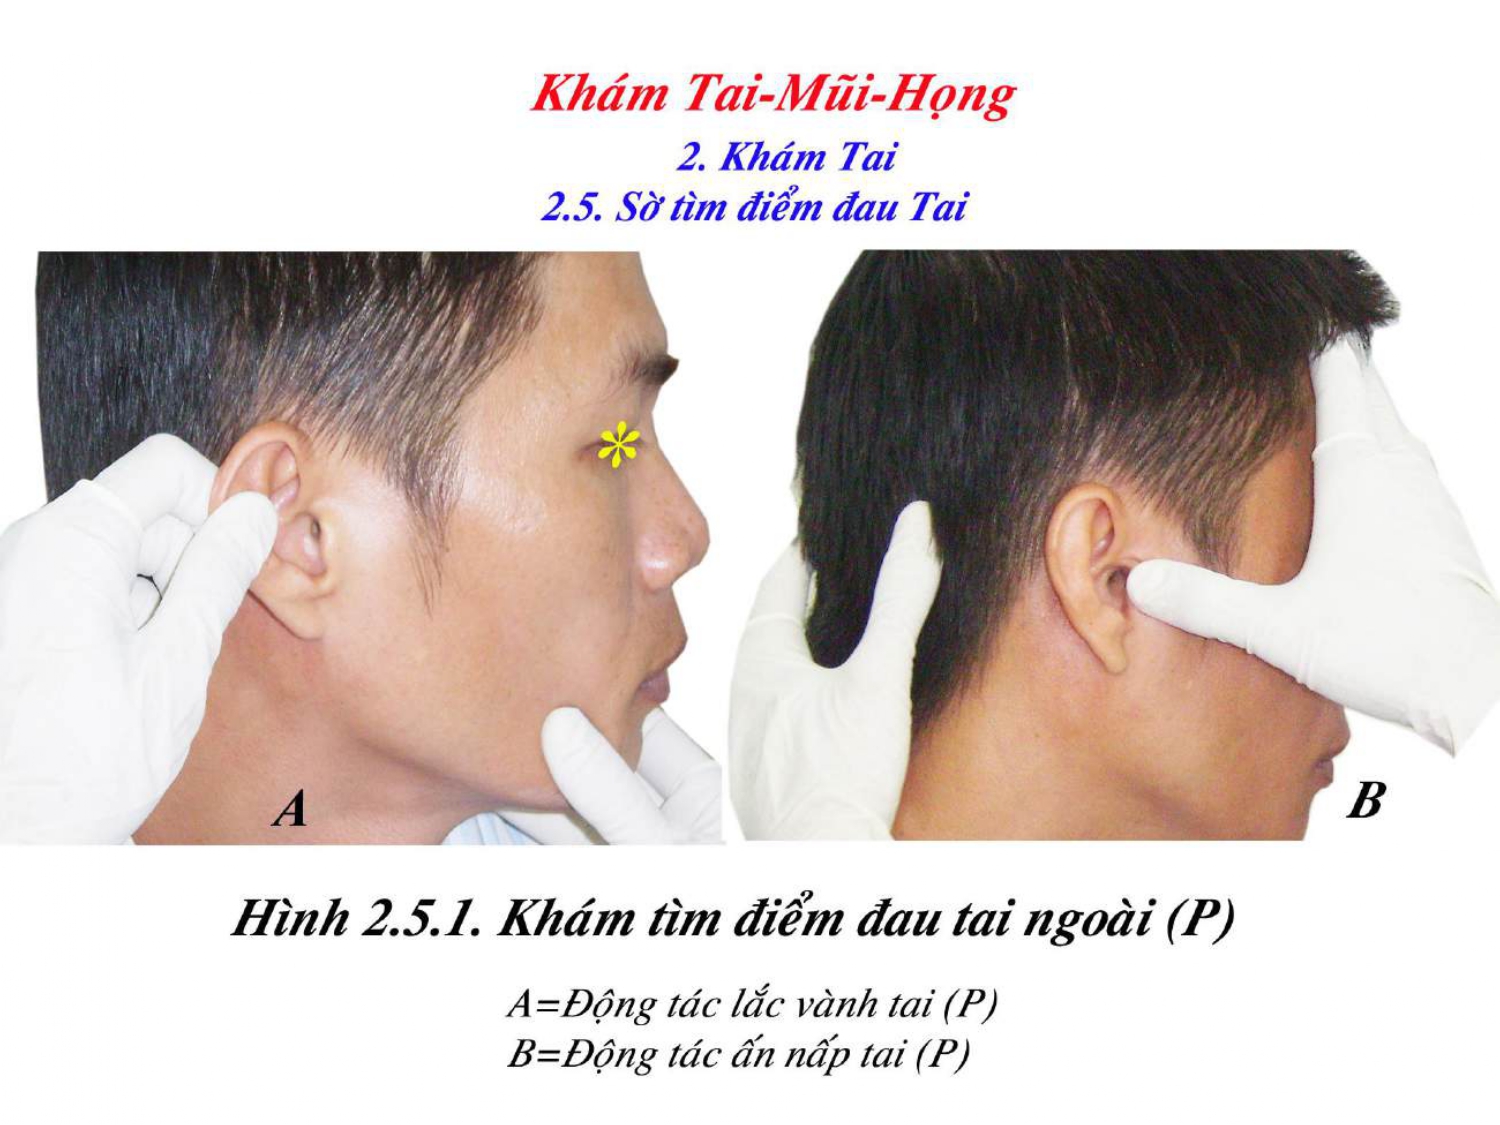 Khám Tai-Mũi-Họng
2. Khám Tai
2.5. Sờ tìm điểm đau Tai
A
B
Hình 2.5.1. Khám tìm điểm đau tai ngoài (P)
A=Động tác lắc vành tai (P)
B=Động tác ấn nấp tai (P)